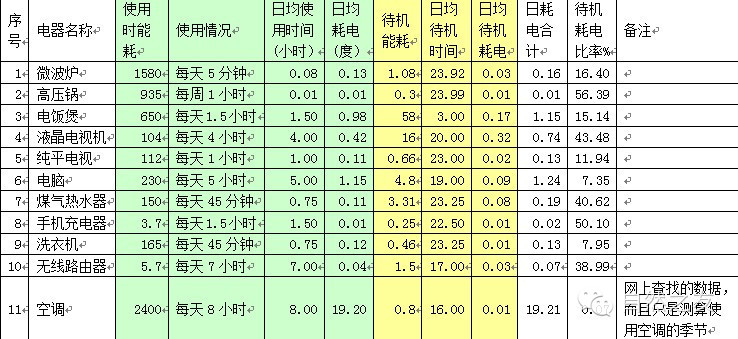 序号 电器名称 使用时能耗 使用情况 日均使用时间(小时) 日均耗电(度) 待机能耗 日均待机时间 日均待机耗电 日耗电合计 待机耗电比率% 备注
1 微波炉 1580 每天 5 分钟 0.08 0.13 1.08 23.92 0.03 0.16 16.40
2 高压锅 935 每周 1 小时 0.01 0.01 0.3 23.99 0.01 0.01 56.39
3 电饭煲 650 每天 1.5 小时 1.50 0.98 58 3.00 0.17 1.15 15.14
4 液晶电视机 104 每天 4 小时 4.00 0.42 16 20.00 0.32 0.74 43.48
5 纯平电视 112 每天 1 小时 1.00 0.11 0.66 23.00 0.02 0.13 11.94
6 电脑 230 每天 5 小时 5.00 1.15 4.8 19.00 0.09 1.24 7.35
7 煤气热水器 150 每天 45 分钟 0.75 0.11 3.31 23.25 0.08 0.19 40.62
8 手机充电器 3.7 每天 1.5 小时 1.50 0.01 0.25 22.50 0.01 0.02 50.10
9 洗衣机 165 每天 45 分钟 0.75 0.12 0.46 23.25 0.01 0.13 7.95
10 无线路由器 5.7 每天 7 小时 7.00 0.04 1.5 17.00 0.03 0.07 38.99
11 空调 2400 每天 8 小时 8.00 19.20 0.8 16.00 0.01 19.21 网上查找的数据，而且只是测算使用空调的季节
自然之友